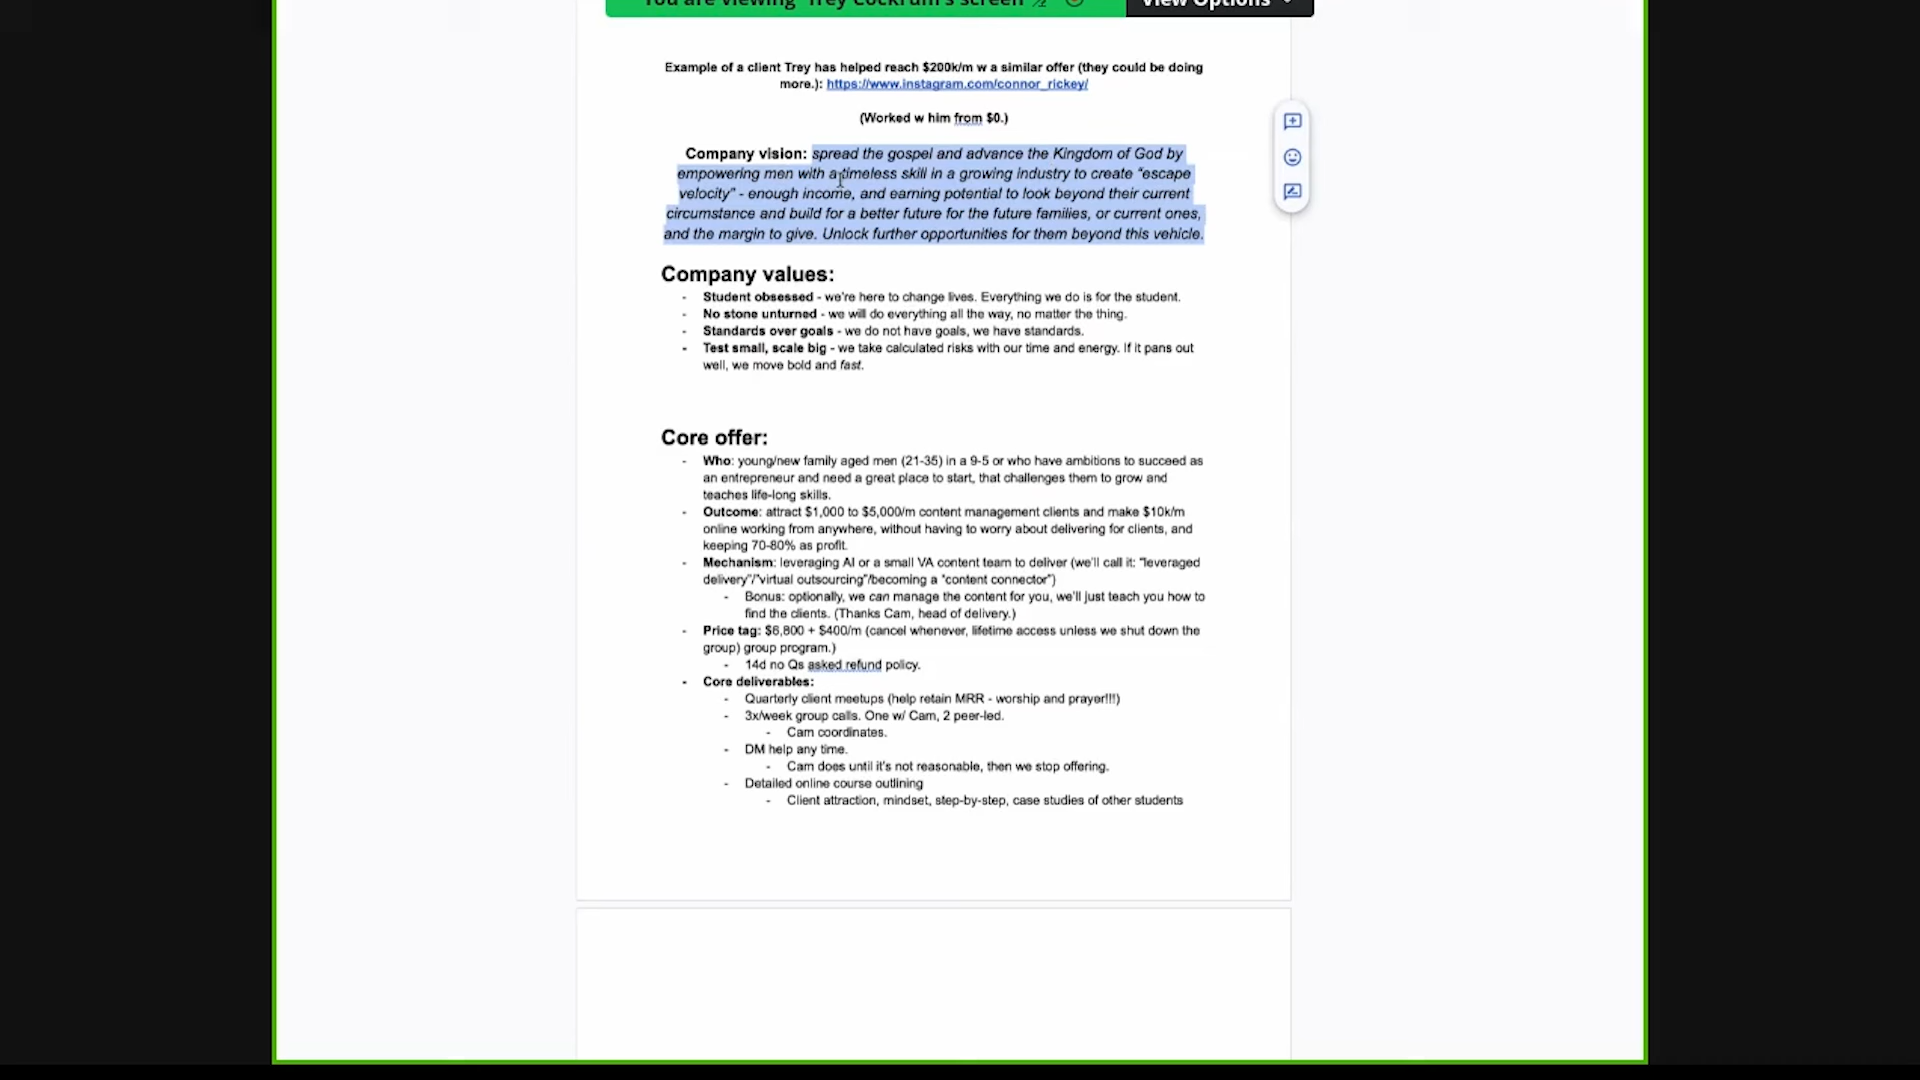 You are viewing Trey Cockrum's screen
View Options
Example of a client Trey has helped reach $200k/m w a similar offer (they could be doing
more.): https://www.instagram.com/connor_rickey/
(Worked w him from $0.)
Company vision: spread the gospel and advance the Kingdom of God by
empowering men with a timeless skill in a growing industry to create "escape
velocity" - enough income, and earning potential to look beyond their current
circumstance and build for a better future for the future families, or current ones,
and the margin to give. Unlock further opportunities for them beyond this vehicle.
Company values:
- Student obsessed - we're here to change lives. Everything we do is for the student.
- No stone unturned - we will do everything all the way, no matter the thing.
- Standards over goals - we do not have goals, we have standards.
- Test small, scale big - we take calculated risks with our time and energy. If it pans out
well, we move bold and fast.
Core offer:
- Who: young/new family aged men (21-35) in a 9-5 or who have ambitions to succeed as
an entrepreneur and need a great place to start, that challenges them to grow and
teaches life-long skills.
- Outcome: attract $1,000 to $5,000/m content management clients and make $10k/m
online working from anywhere, without having to worry about delivering for clients, and
keeping 70-80% as profit.
- Mechanism: leveraging AI or a small VA content team to deliver (we'll call it: "leveraged
delivery"/"virtual outsourcing"/becoming a "content connector")
- Bonus: optionally, we can manage the content for you, we'll just teach you how to
find the clients. (Thanks Cam, head of delivery.)
- Price tag: $6,800 + $400/m (cancel whenever, lifetime access unless we shut down the
group) group program.)
- 14d no Qs asked refund policy.
- Core deliverables:
- Quarterly client meetups (help retain MRR - worship and prayer!!!)
- 3x/week group calls. One w/ Cam, 2 peer-led.
- Cam coordinates.
- DM help any time.
- Cam does until it's not reasonable, then we stop offering.
- Detailed online course outlining
- Client attraction, mindset, step-by-step, case studies of other students